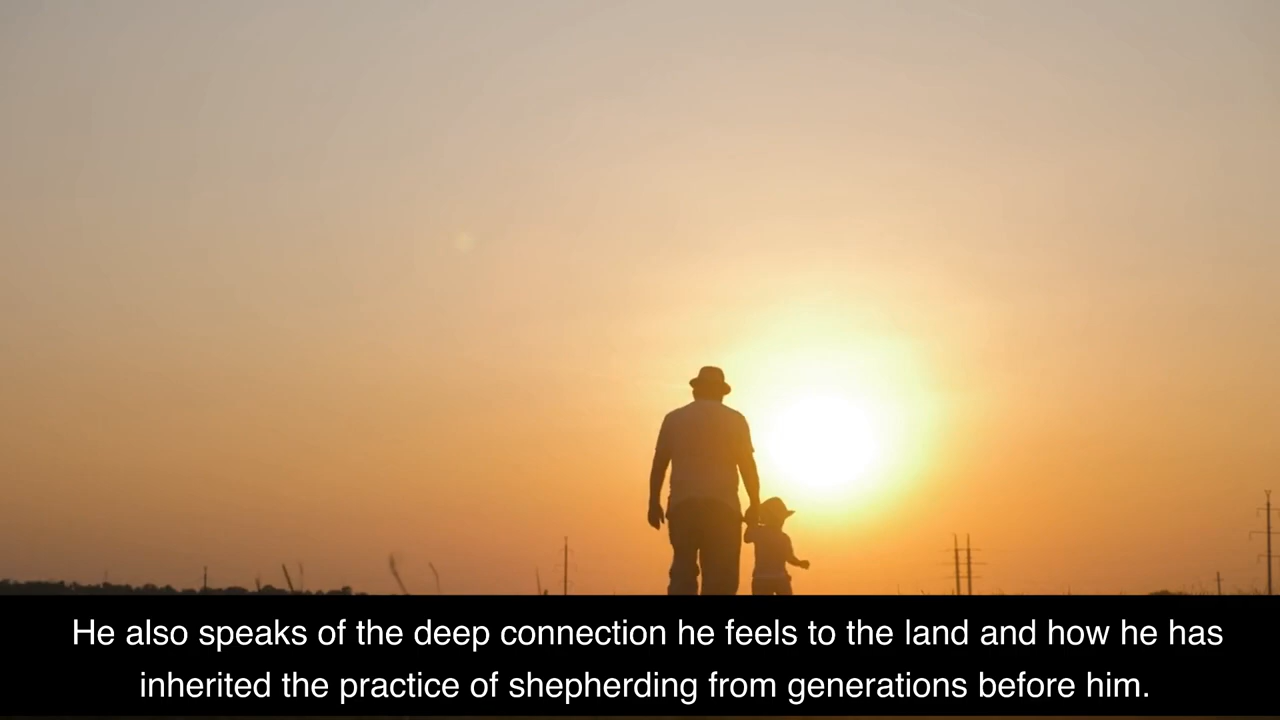 He also speaks of the deep connection he feels to the land and how he has
inherited the practice of shepherding from generations before him.